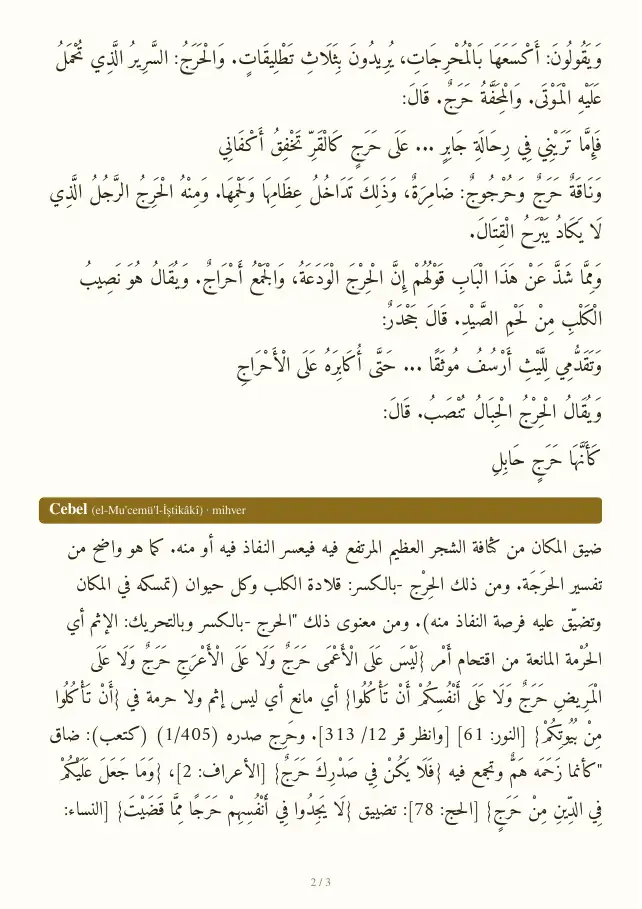 وَيَقُولُونَ: أَكْسَعَهَا بَالْمُحْرِجَاتِ، يُرِيدُونَ بِثَلَاثِ تَطْلِيقَاتٍ. وَالْحَرَجُ: السَّرِيرُ الَّذِي تُحْمَلُ
عَلَيْهِ الْمَوْتَى. وَالْمِحَفَّةُ حَرَجٌ. قَالَ:
فَإِمَّا تَرَيْنِي فِي رِحَالَةِ جَابِرٍ ... عَلَى حَرَجٍ كَالْقَرِّ تَخْفِقُ أَكْفَانِي
وَنَاقَةٌ حَرَجٌ وَحُرْجُوجٌ: ضَامِرَةٌ، وَذَلِكَ تَدَاخُلُ عِظَامِهَا وَلَحْمِهَا. وَمِنْهُ الْحَرِجُ الرَّجُلُ الَّذِي
لَا يَكَادُ يَبْرَحُ الْقِتَالَ.
وَمِمَّا شَذَّ عَنْ هَذَا الْبَابِ قَوْلُهُمْ إِنَّ الْحِرْجَ الْوَدَعَةُ، وَالْجَمْعُ أَحْرَاجٌ. وَيُقَالُ هُوَ نَصِيبُ
الْكَلْبِ مِنْ لَحْمِ الصَّيْدِ. قَالَ جَحْدَرٌ:
وَتَقَدُّمِي لِلَّيْثِ أَرْسُفُ مُوثَقًا ... حَتَّى أُكَابِرَهُ عَلَى الْأَحْرَاجِ
وَيُقَالُ الْحِرْجُ الْحِبَالُ تُنْصَبُ. قَالَ:
كَأَنَّهَا حَرَجٍ حَابِلِ
Cebel (el-Mu'cemü'l-İştikâkî) · mihver
ضيق المكان من كثافة الشجر العظيم المرتفع فيه فيعسر النفاذ فيه أو منه. كما هو واضح من
تفسير الحَرَجَة. ومن ذلك الحِرْج -بالكسر: قلادة الكلب وكل حيوان (تمسكه في المكان
وتضيّق عليه فرصة النفاذ منه). ومن معنوى ذلك "الحرج -بالكسر وبالتحريك: الإثم أي
الحُرْمة المانعة من اقتحام أَمْر {لَيْسَ عَلَى الْأَعْمَى حَرَجٌ وَلَا عَلَى الْأَعْرَجِ حَرَجٌ وَلَا عَلَى
الْمَرِيضِ حَرَجٌ وَلَا عَلَى أَنْفُسِكُمْ أَنْ تَأْكُلُوا} أي مانع أي ليس إثم ولا حرمة في {أَنْ تَأْكُلُوا
مِنْ بُيُوتِكُمْ} [النور: 61] [وانظر قر 12/ 313]. وحَرِج صدره (1/405) (كتعب): ضاق
"كأنما زَحَمَه هَمٌّ وتجمع فيه {فَلَا يَكُنْ فِي صَدْرِكَ حَرَجٌ} [الأعراف: 2]، {وَمَا جَعَلَ عَلَيْكُمْ
فِي الدِّينِ مِنْ حَرَجٍ} [الحج: 78]: تضييق {لَا يَجِدُوا فِي أَنْفُسِهِمْ حَرَجًا مِمَّا قَضَيْتَ} [النساء:
2 / 3